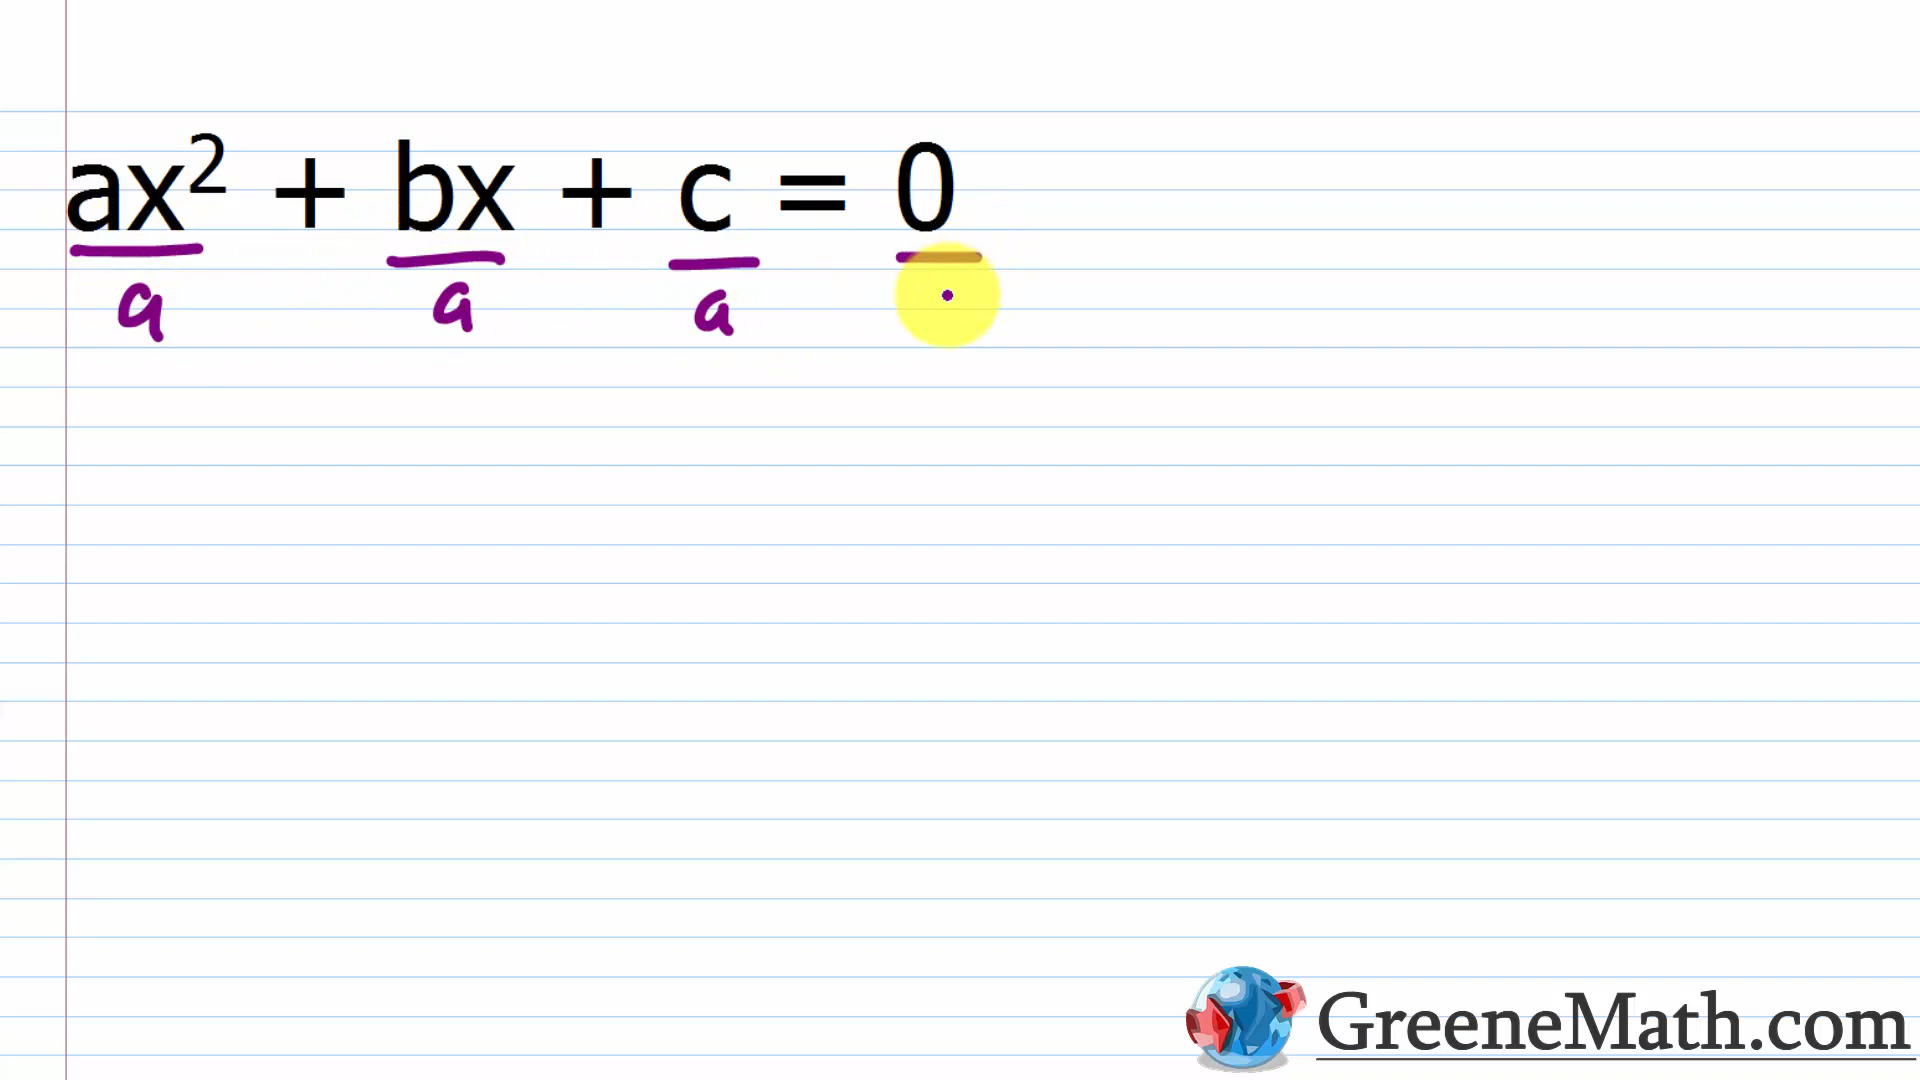 ax² + bx + c = 0
a a a
GreeneMath.com